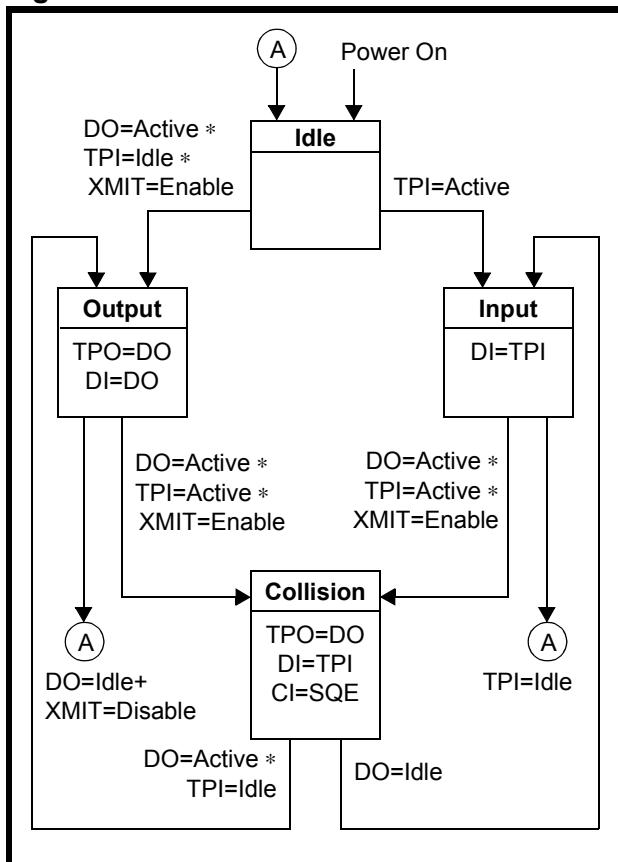 A
Power On
DO=Active *
TPI=Idle *
XMIT=Enable
Idle
TPI=Active
Output
TPO=DO
DI=DO
Input
DI=TPI
DO=Active *
TPI=Active *
XMIT=Enable
DO=Active *
TPI=Active *
XMIT=Enable
Collision
TPO=DO
DI=TPI
CI=SQE
A
DO=Idle+
XMIT=Disable
A
TPI=Idle
DO=Active *
TPI=Idle
DO=Idle